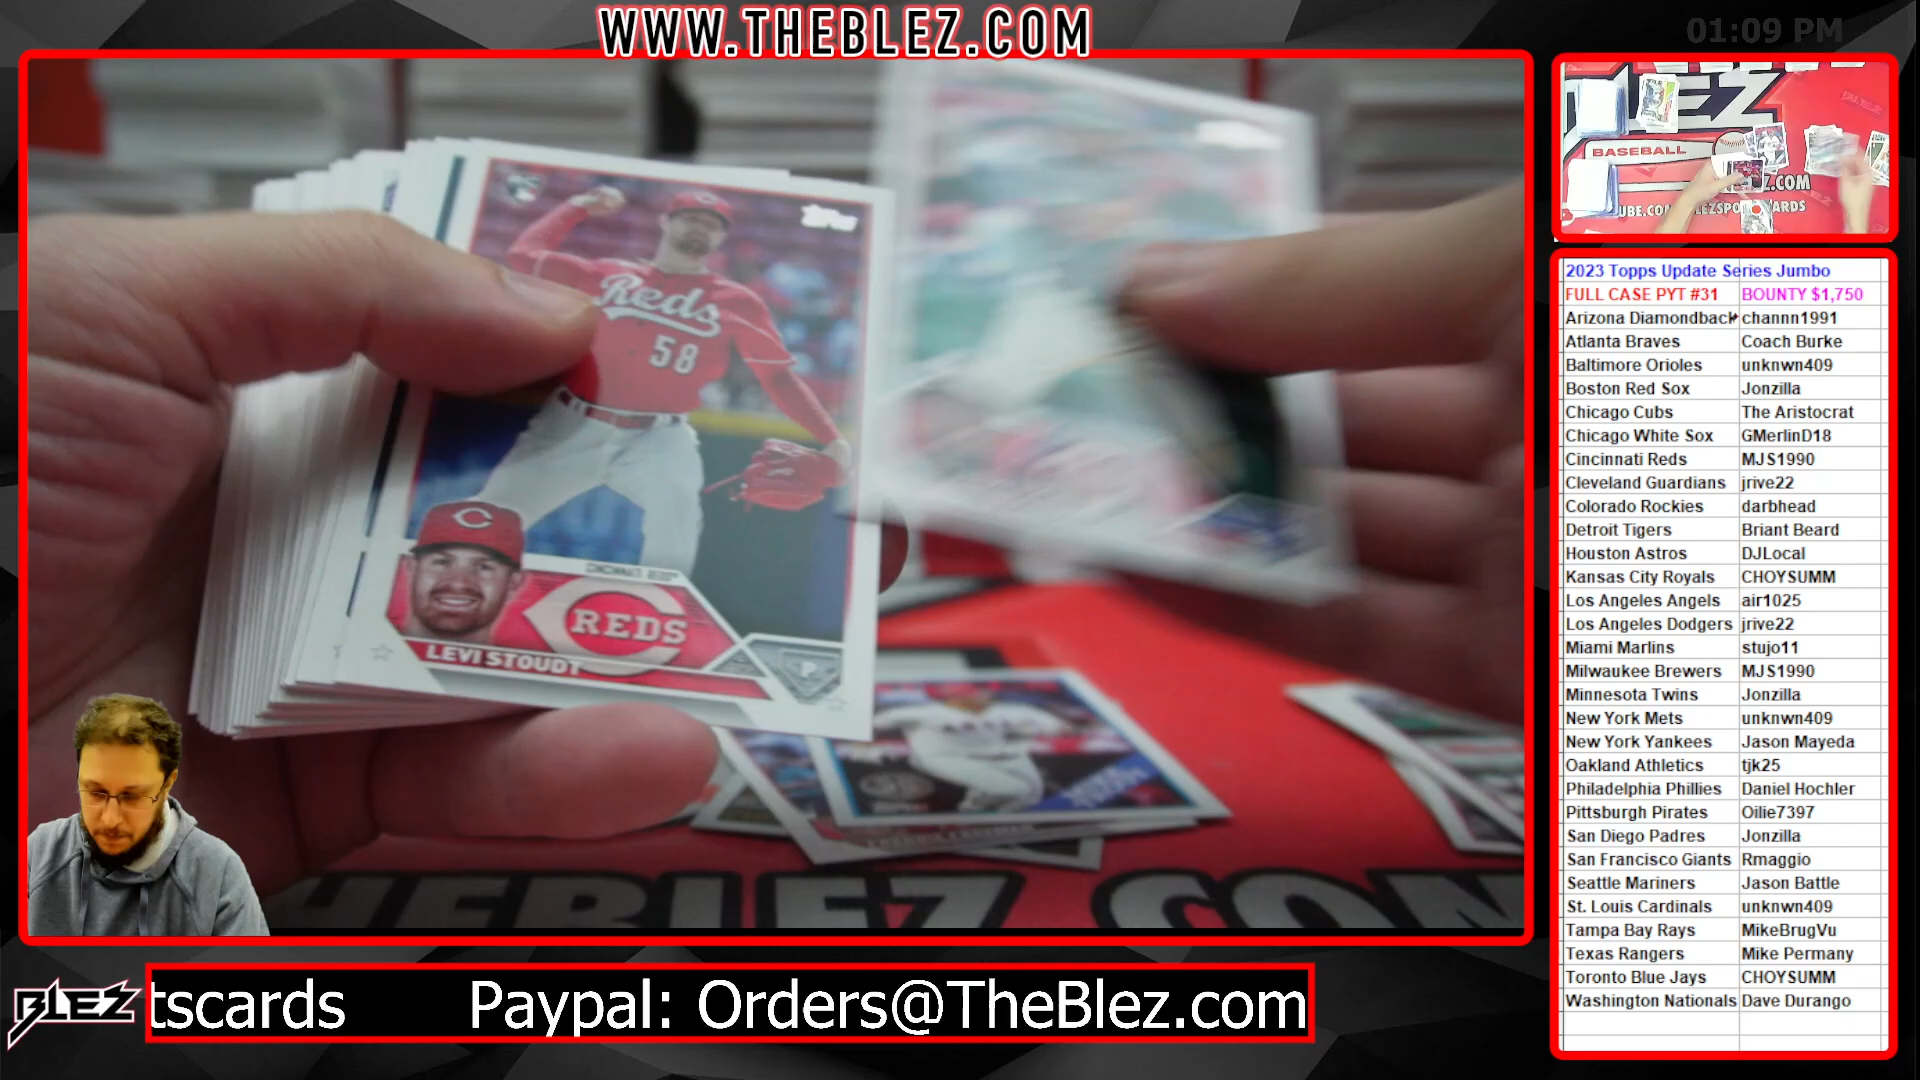 WWW.THEBLEZ.COM
01:09 PM
topps
Reds
58
CINCINNATI REDS
REDS
LEVI STOUDT
P
HEBLEZ.COM
BASEBALL
2023 Topps Update Series Jumbo
FULL CASE PYT #31 BOUNTY $1,750
Arizona Diamondback channn1991
Atlanta Braves Coach Burke
Baltimore Orioles unknwn409
Boston Red Sox Jonzilla
Chicago Cubs The Aristocrat
Chicago White Sox GMerlinD18
Cincinnati Reds MJS1990
Cleveland Guardians jrive22
Colorado Rockies darbhead
Detroit Tigers Briant Beard
Houston Astros DJLocal
Kansas City Royals CHOYSUMM
Los Angeles Angels air1025
Los Angeles Dodgers jrive22
Miami Marlins stujo11
Milwaukee Brewers MJS1990
Minnesota Twins Jonzilla
New York Mets unknwn409
New York Yankees Jason Mayeda
Oakland Athletics tjk25
Philadelphia Phillies Daniel Hochler
Pittsburgh Pirates Oilie7397
San Diego Padres Jonzilla
San Francisco Giants Rmaggio
Seattle Mariners Jason Battle
St. Louis Cardinals unknwn409
Tampa Bay Rays MikeBrugVu
Texas Rangers Mike Permany
Toronto Blue Jays CHOYSUMM
Washington Nationals Dave Durango
BLEZ
tscards Paypal: Orders@TheBlez.com